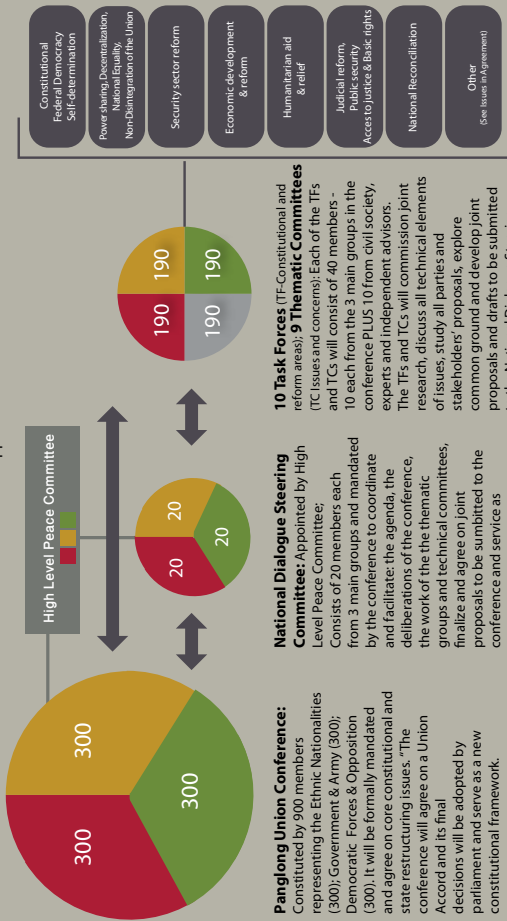 High Level Peace Committee
300
300
300
20
20
20
190
190
190
190
Panglong Union Conference:
Constituted by 900 members
representing the Ethnic Nationalities
(300); Government & Army (300);
Democratic Forces & Opposition
(300). It will be formally mandated
and agree on core constitutional and
state restructuring issues. "The
conference will agree on a Union
Accord and its final
decisions will be adopted by
parliament and serve as a new
constitutional framework.
National Dialogue Steering
Committee: Appointed by High
Level Peace Committee;
Consists of 20 members each
from 3 main groups and mandated
by the conference to coordinate
and facilitate: the agenda, the
deliberations of the conference,
the work of the the thematic
groups and technical committees,
finalize and agree on joint
proposals to be sumbitted to the
conference and service as
10 Task Forces (TF-Constitutional and
reform areas); 9 Thematic Committees
(TC Issues and concerns): Each of the TFs
and TCs will consist of 40 members -
10 each from the 3 main groups in the
conference PLUS 10 from civil society,
experts and independent advisors.
The TFs and TCs will commission joint
research, discuss all technical elements
of issues, study all parties and
stakeholders' proposals, explore
common ground and develop joint
proposals and drafts to be submitted
Constitutional
Federal Democracy
Self-determination
Power sharing, Decentralization,
National Equality,
Non-Disintegration of the Union
Security sector reform
Economic development
& reform
Humanitarian aid
& relief
Judicial reform,
Public security
Access to justice & Basic rights
National Reconciliation
Other
(See Issues in Agreement)